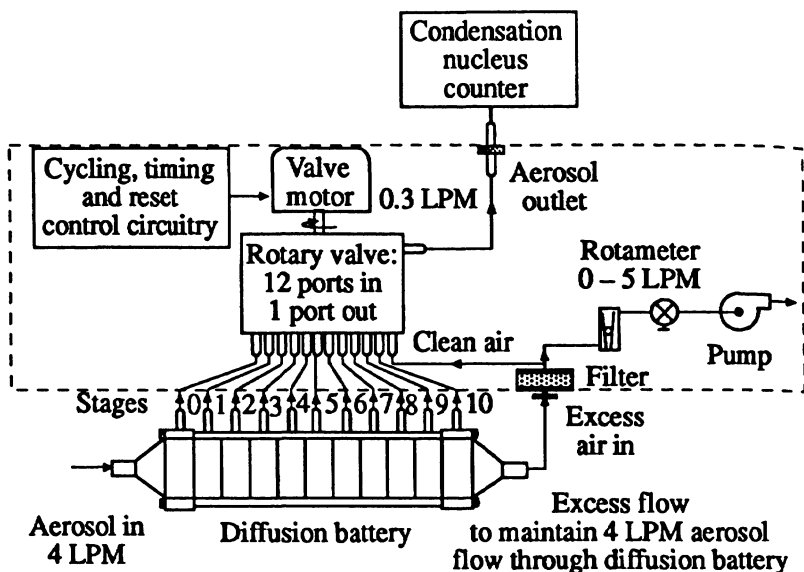 Condensation
nucleus
counter
Cycling, timing
and reset
control circuitry
Valve
motor
0.3 LPM
Aerosol
outlet
Rotary valve:
12 ports in
1 port out
Rotameter
0 – 5 LPM
Clean air
Pump
Filter
Stages 0 1 2 3 4 5 6 7 8 9 10
Excess
air in
Aerosol in
4 LPM
Diffusion battery
Excess flow
to maintain 4 LPM aerosol
flow through diffusion battery